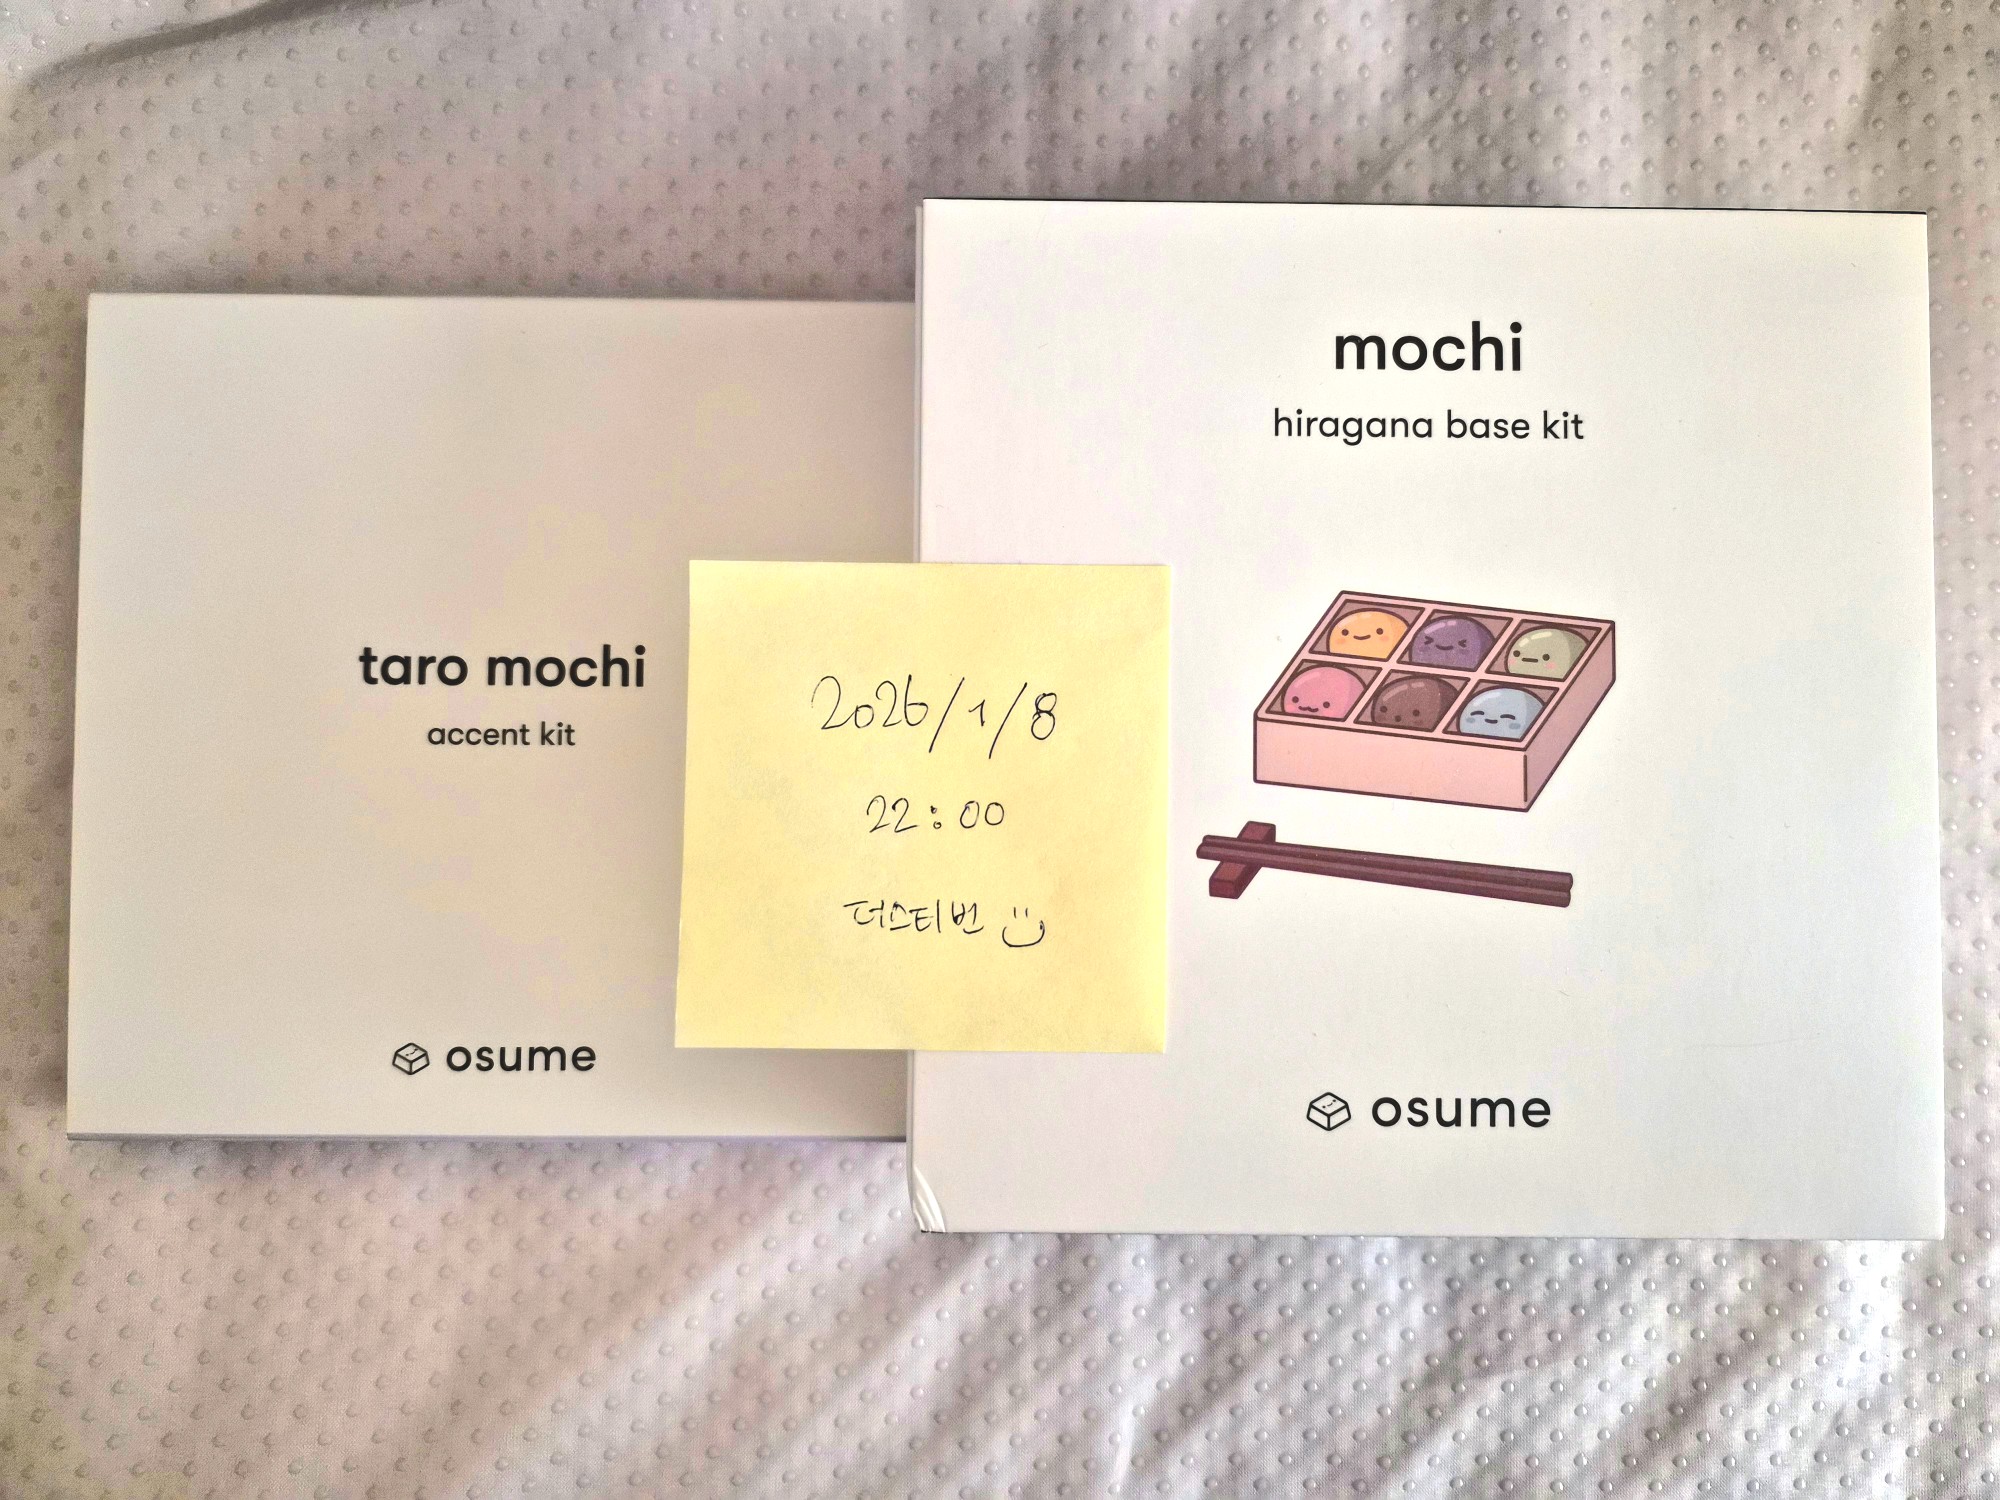 taro mochi
accent kit
osume
2026/1/8
22:00
더스티번
mochi
hiragana base kit
osume